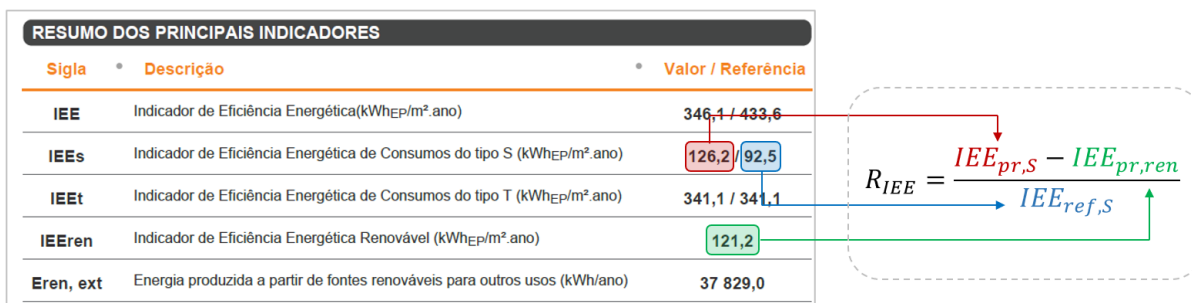 RESUMO DOS PRINCIPAIS INDICADORES
Sigla • Descrição • Valor / Referência
IEE Indicador de Eficiência Energética(kWhEP/m².ano) 346,1 / 433,6
IEEs Indicador de Eficiência Energética de Consumos do tipo S (kWhEP/m².ano) 126,2 / 92,5
IEEt Indicador de Eficiência Energética de Consumos do tipo T (kWhEP/m².ano) 341,1 / 341,1
IEEren Indicador de Eficiência Energética Renovável (kWhEP/m².ano) 121,2
Eren, ext Energia produzida a partir de fontes renováveis para outros usos (kWh/ano) 37 829,0
IEEpr,S − IEEpr,ren
RIEE =
IEEref,S